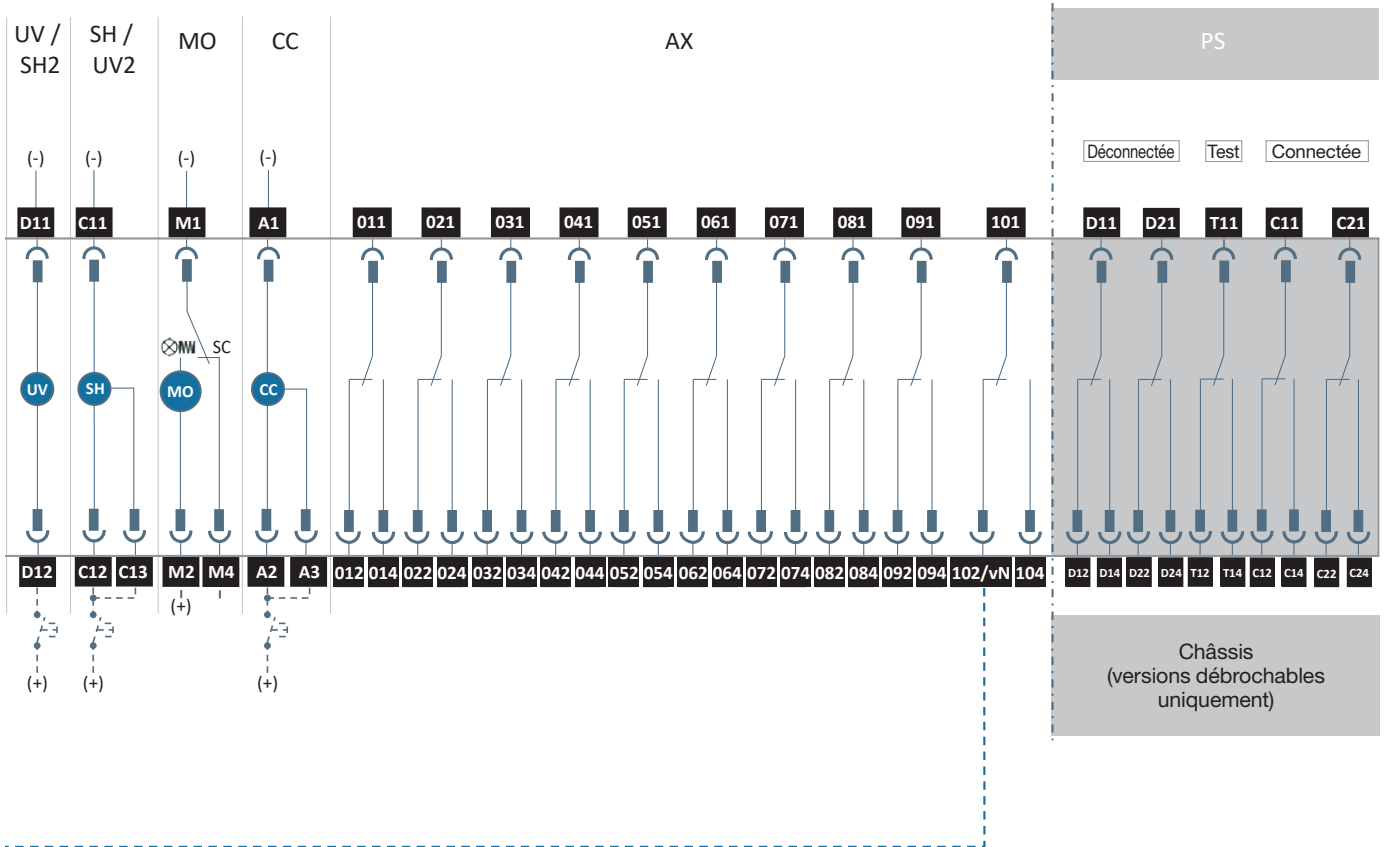 UV /
SH2
SH /
UV2
MO
CC
AX
PS
Déconnectée
Test
Connectée
(-)
(-)
(-)
(-)
D11
C11
M1
A1
011
021
031
041
051
061
071
081
091
101
D11
D21
T11
C11
C21
SC
UV
SH
MO
CC
D12
C12
C13
M2
M4
A2
A3
012
014
022
024
032
034
042
044
052
054
062
064
072
074
082
084
092
094
102/vN
104
D12
D14
D22
D24
T12
T14
C12
C14
C22
C24
(+)
(+)
(+)
(+)
Châssis
(versions débrochables
uniquement)